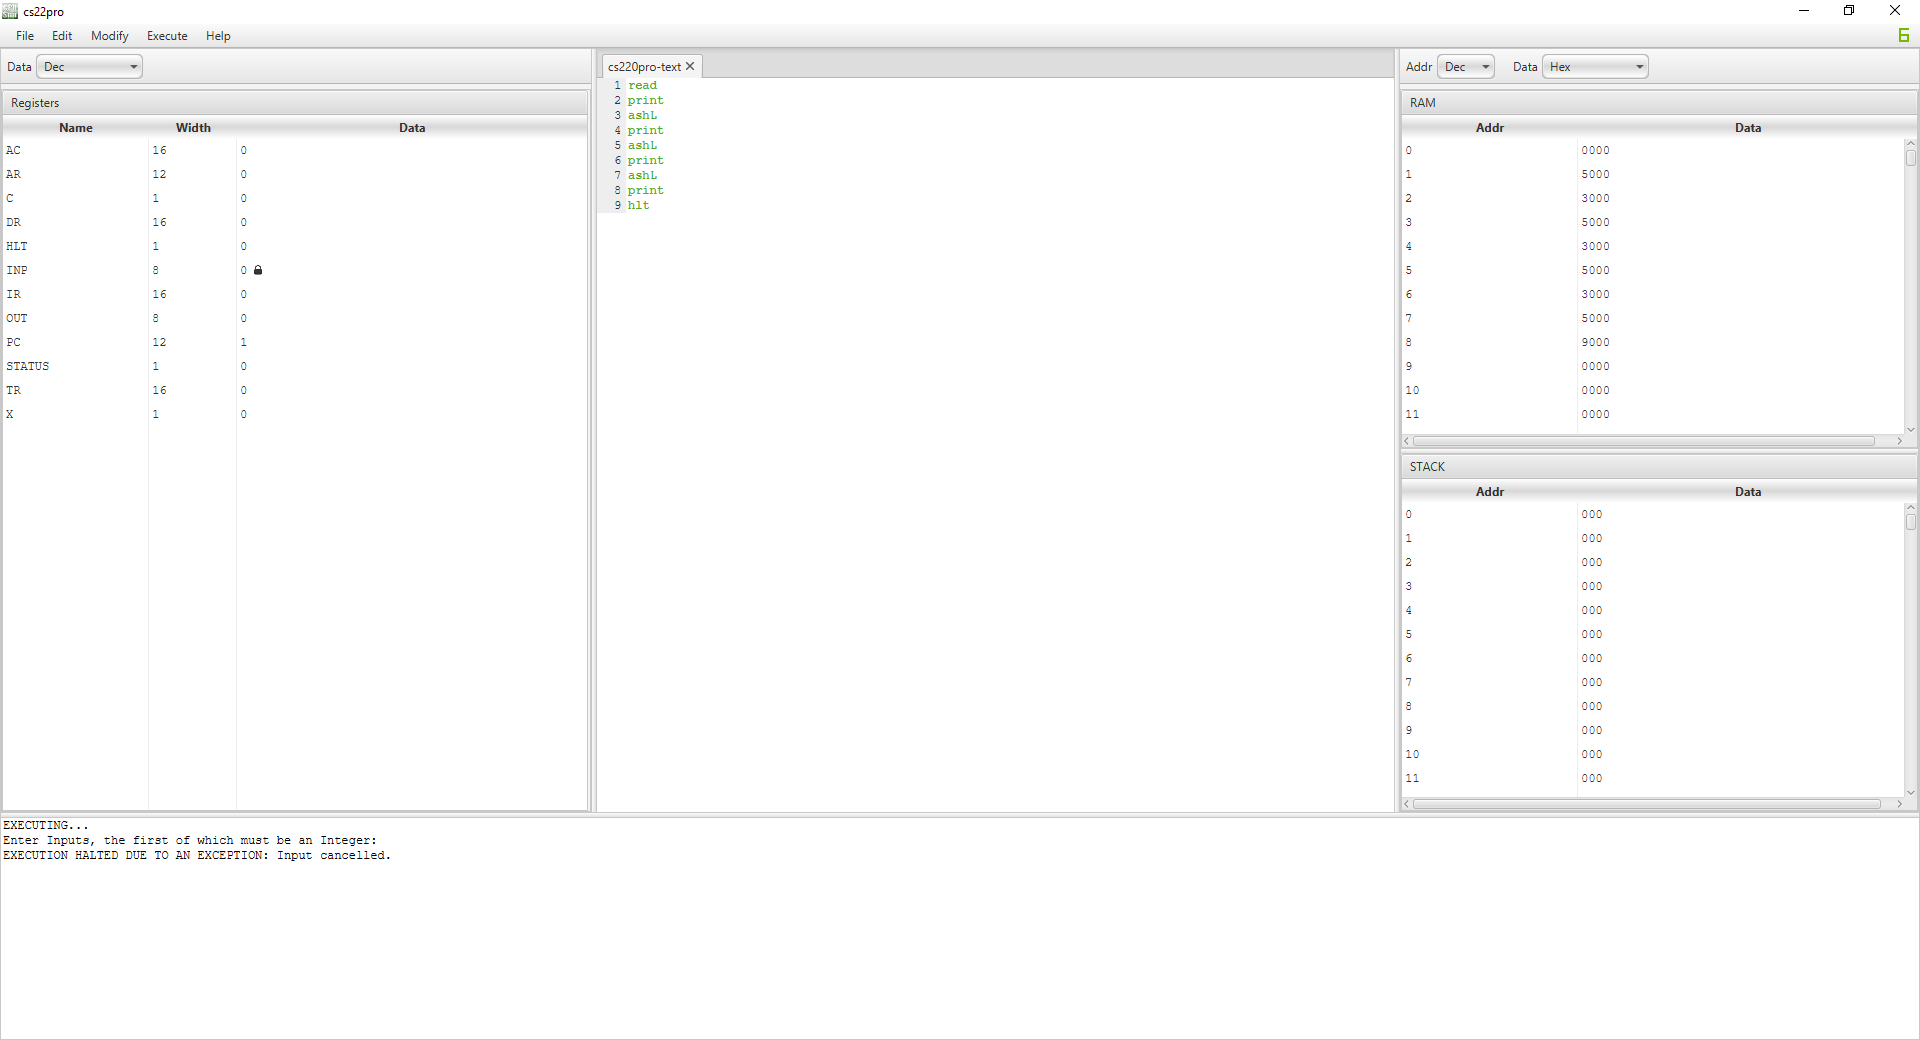 cs22pro
File Edit Modify Execute Help
6
Data Dec
Registers
Name Width Data
AC 16 0
AR 12 0
C 1 0
DR 16 0
HLT 1 0
INP 8 0
IR 16 0
OUT 8 0
PC 12 1
STATUS 1 0
TR 16 0
X 1 0
cs220pro-text
1 read
2 print
3 ashL
4 print
5 ashL
6 print
7 ashL
8 print
9 hlt
Addr Dec Data Hex
RAM
Addr Data
0 0000
1 5000
2 3000
3 5000
4 3000
5 5000
6 3000
7 5000
8 9000
9 0000
10 0000
11 0000
STACK
Addr Data
0 000
1 000
2 000
3 000
4 000
5 000
6 000
7 000
8 000
9 000
10 000
11 000
EXECUTING...
Enter Inputs, the first of which must be an Integer:
EXECUTION HALTED DUE TO AN EXCEPTION: Input cancelled.